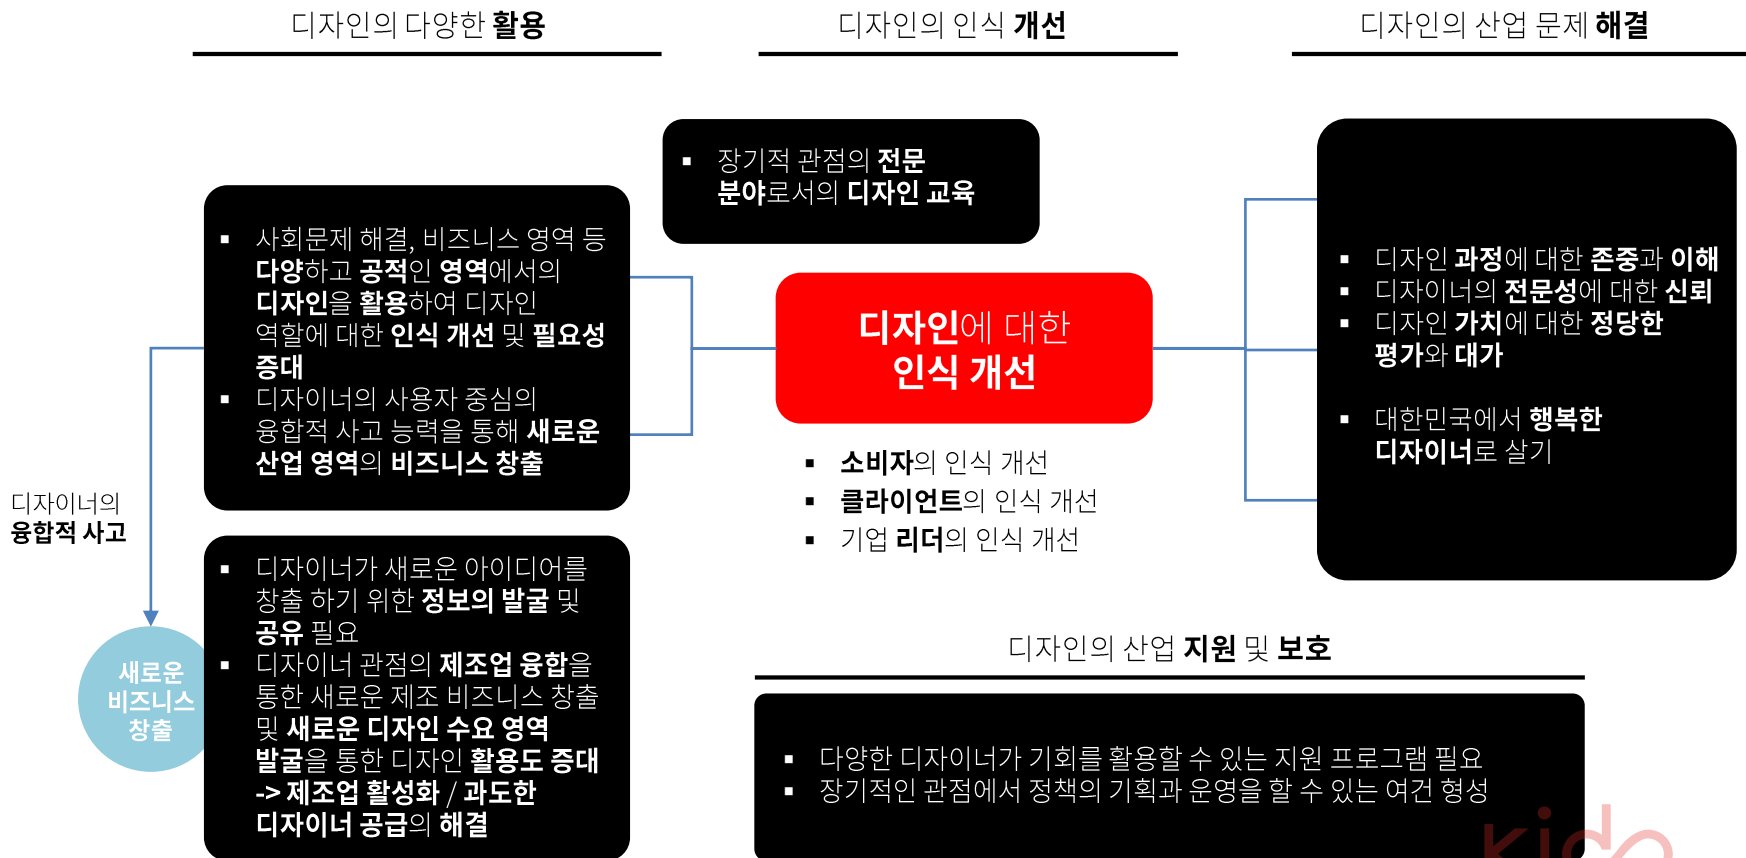 디자인의 다양한 활용
디자인의 인식 개선
디자인의 산업 문제 해결
장기적 관점의 전문
분야로서의 디자인 교육
사회문제 해결, 비즈니스 영역 등
다양하고 공적인 영역에서의
디자인을 활용하여 디자인
역할에 대한 인식 개선 및 필요성
증대
디자이너의 사용자 중심의
융합적 사고 능력을 통해 새로운
산업 영역의 비즈니스 창출
디자인에 대한
인식 개선
소비자의 인식 개선
클라이언트의 인식 개선
기업 리더의 인식 개선
디자인 과정에 대한 존중과 이해
디자이너의 전문성에 대한 신뢰
디자인 가치에 대한 정당한
평가와 대가
대한민국에서 행복한
디자이너로 살기
디자이너의
융합적 사고
새로운
비즈니스
창출
디자이너가 새로운 아이디어를
창출 하기 위한 정보의 발굴 및
공유 필요
디자이너 관점의 제조업 융합을
통한 새로운 제조 비즈니스 창출
및 새로운 디자인 수요 영역
발굴을 통한 디자인 활용도 증대
-> 제조업 활성화 / 과도한
디자이너 공급의 해결
디자인의 산업 지원 및 보호
다양한 디자이너가 기회를 활용할 수 있는 지원 프로그램 필요
장기적인 관점에서 정책의 기획과 운영을 할 수 있는 여건 형성